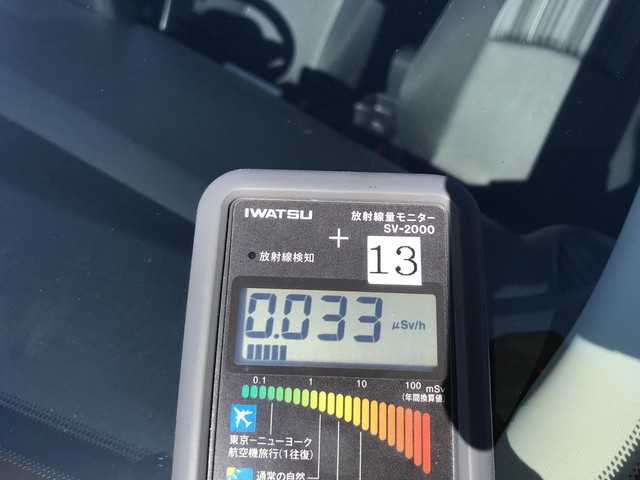 IWATSU
放射線量モニター
SV-2000
放射線検知
13
0.033 μSv/h
0.1 1 10 100 mSv
(年間換算値)
東京－ニューヨーク
航空機旅行(1往復)
通常の自然